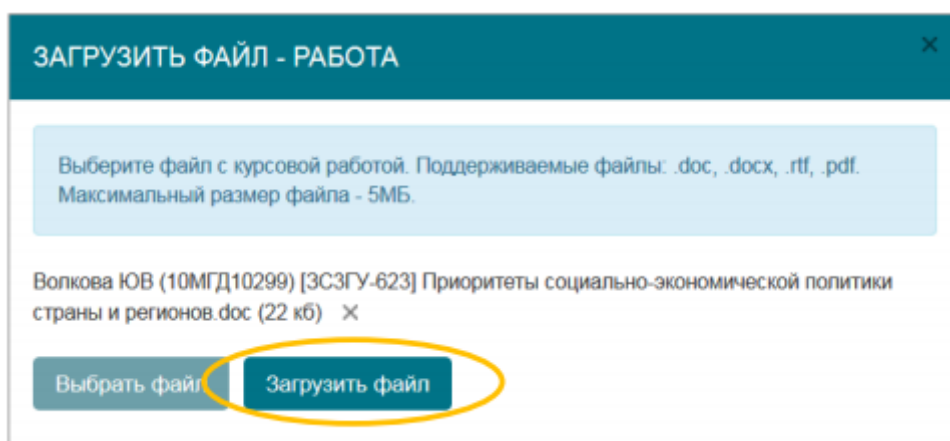 ЗАГРУЗИТЬ ФАЙЛ - РАБОТА
Выберите файл с курсовой работой. Поддерживаемые файлы: .doc, .docx, .rtf, .pdf.
Максимальный размер файла - 5МБ.
Волкова ЮВ (10МГД10299) [ЗСЗГУ-623] Приоритеты социально-экономической политики
страны и регионов.doc (22 кб) ×
Выбрать файл Загрузить файл